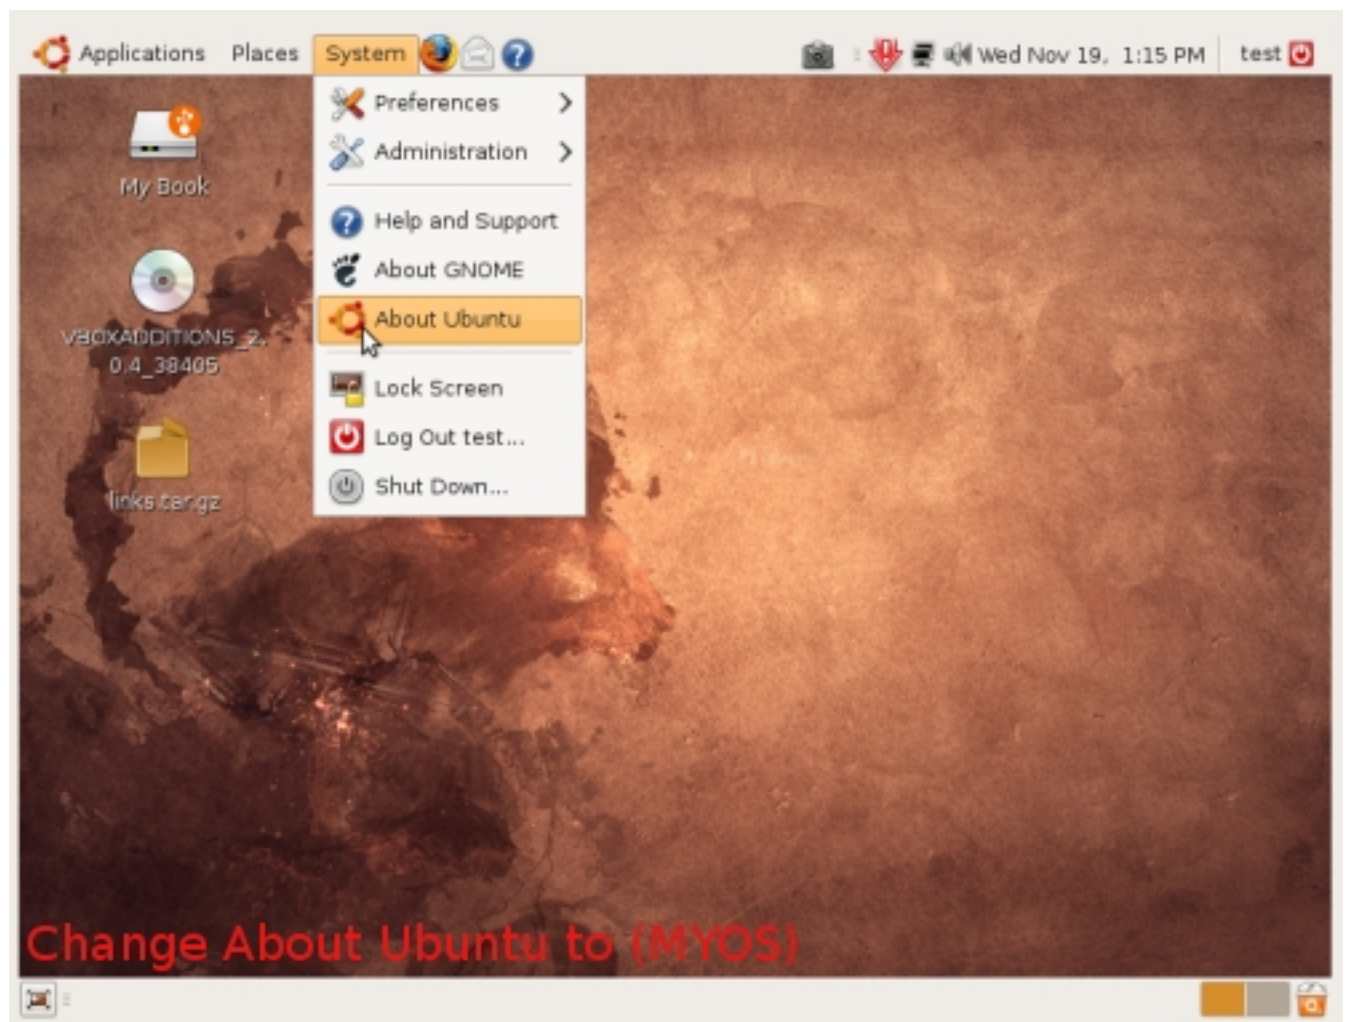 Applications Places System Wed Nov 19, 1:15 PM test
Preferences
Administration
Help and Support
About GNOME
About Ubuntu
Lock Screen
Log Out test...
Shut Down...
My Book
VBOXADDITIONS_2.
0.4_38405
links.tar.gz
Change About Ubuntu to (MYOS)